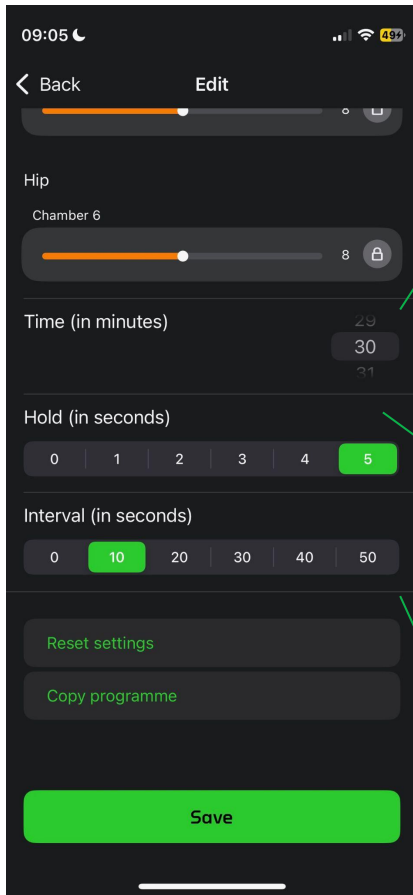 09:05
49
Back
Edit
8
Hip
Chamber 6
8
Time (in minutes)
29
30
31
Hold (in seconds)
0 1 2 3 4 5
Interval (in seconds)
0 10 20 30 40 50
Reset settings
Copy programme
Save